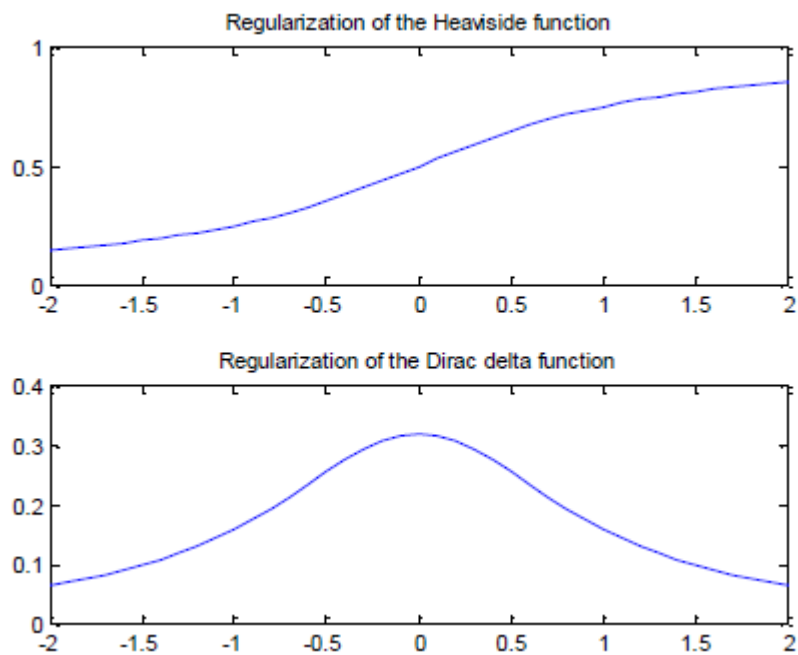 Regularization of the Heaviside function
1
0.5
0
-2 -1.5 -1 -0.5 0 0.5 1 1.5 2
Regularization of the Dirac delta function
0.4
0.3
0.2
0.1
0
-2 -1.5 -1 -0.5 0 0.5 1 1.5 2